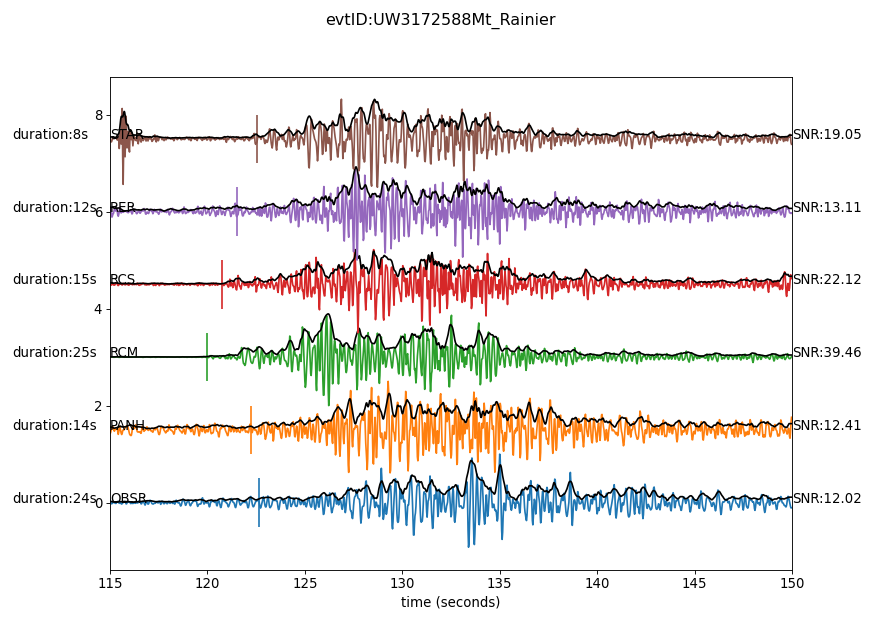 evtID:UW3172588Mt_Rainier
8
duration:8s STAR SNR:19.05
duration:12s RER SNR:13.11
6
duration:15s RCS SNR:22.12
4
duration:25s RCM SNR:39.46
2
duration:14s PANH SNR:12.41
duration:24s OBSR SNR:12.02
0
115 120 125 130 135 140 145 150
time (seconds)